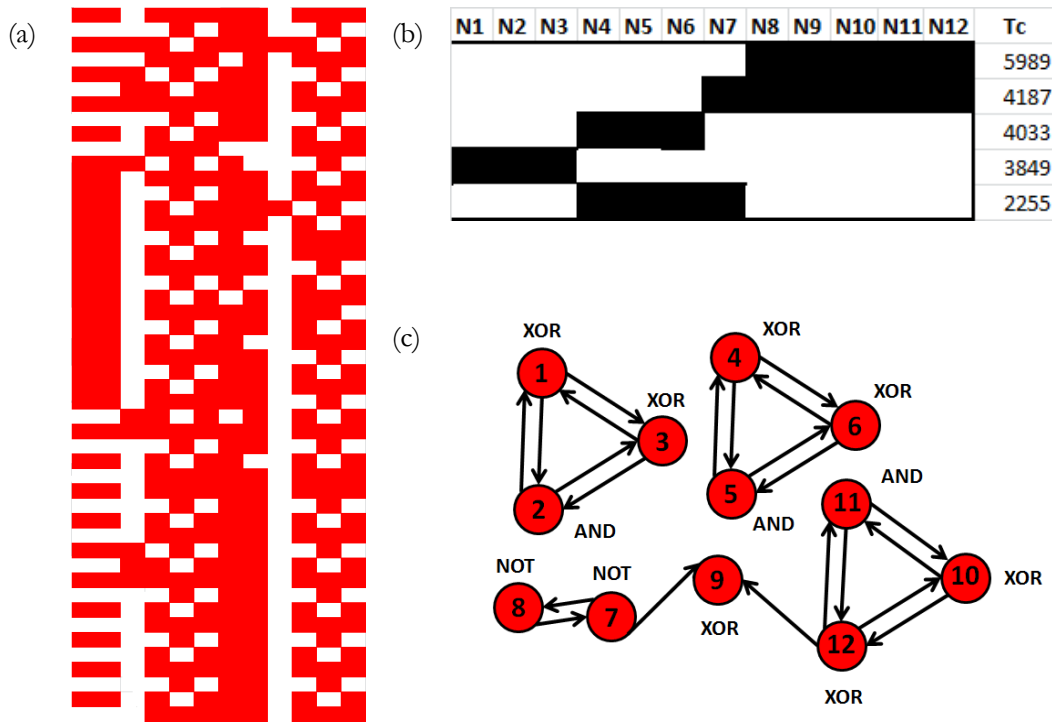 (a)
(b)
N1 N2 N3 N4 N5 N6 N7 N8 N9 N10 N11 N12 Tc
5989
4187
4033
3849
2255
(c)
XOR
1
XOR
3
2
AND
XOR
4
XOR
6
5
AND
AND
11
10
XOR
12
XOR
NOT
8
NOT
7
9
XOR